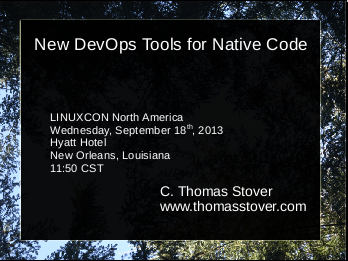 New DevOps Tools for Native Code
LINUXCON North America
Wednesday, September 18th, 2013
Hyatt Hotel
New Orleans, Louisiana
11:50 CST
C. Thomas Stover
www.thomasstover.com